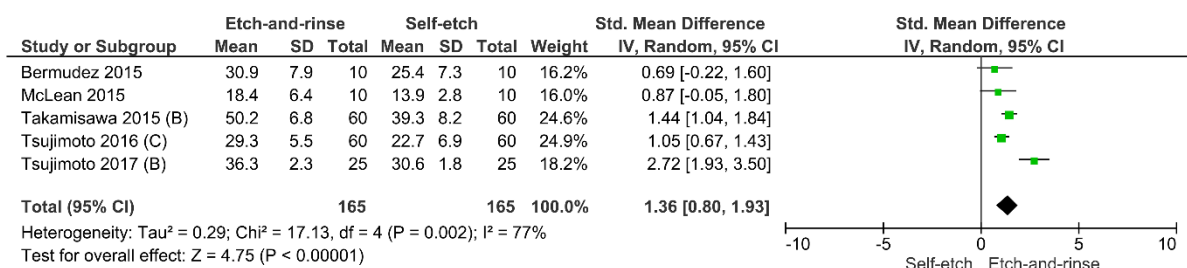 Etch-and-rinse Self-etch Std. Mean Difference Std. Mean Difference
Study or Subgroup Mean SD Total Mean SD Total Weight IV, Random, 95% CI IV, Random, 95% CI
Bermudez 2015 30.9 7.9 10 25.4 7.3 10 16.2% 0.69 [-0.22, 1.60]
McLean 2015 18.4 6.4 10 13.9 2.8 10 16.0% 0.87 [-0.05, 1.80]
Takamisawa 2015 (B) 50.2 6.8 60 39.3 8.2 60 24.6% 1.44 [1.04, 1.84]
Tsujimoto 2016 (C) 29.3 5.5 60 22.7 6.9 60 24.9% 1.05 [0.67, 1.43]
Tsujimoto 2017 (B) 36.3 2.3 25 30.6 1.8 25 18.2% 2.72 [1.93, 3.50]
Total (95% CI) 165 165 100.0% 1.36 [0.80, 1.93]
Heterogeneity: Tau² = 0.29; Chi² = 17.13, df = 4 (P = 0.002); I² = 77%
Test for overall effect: Z = 4.75 (P < 0.00001)
-10 -5 0 5 10
Self-etch Etch-and-rinse